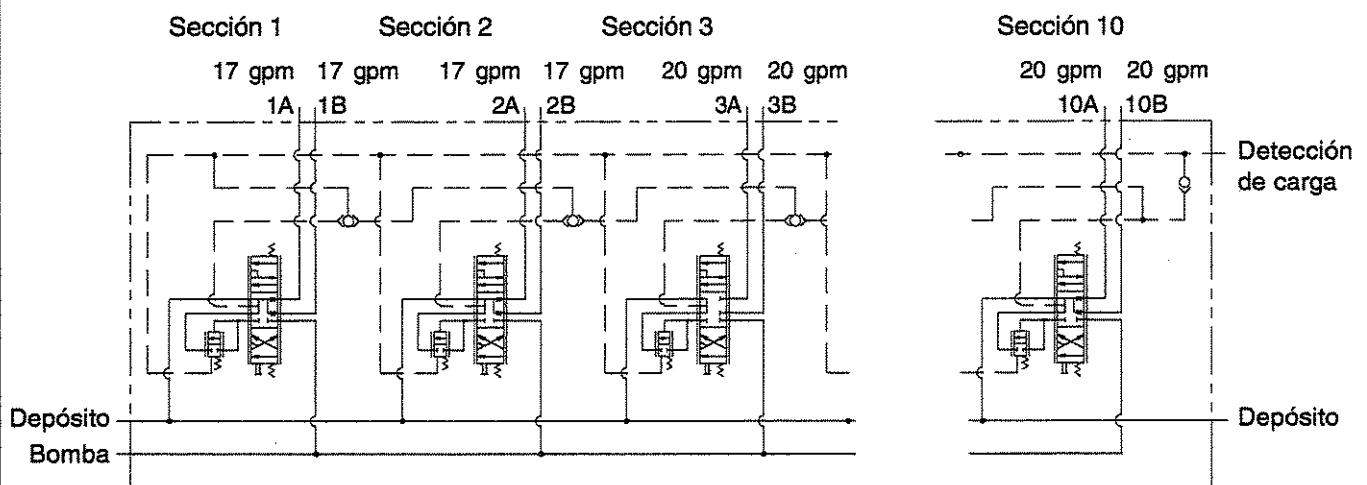 Sección 1 Sección 2 Sección 3 Sección 10
17 gpm 17 gpm 17 gpm 17 gpm 20 gpm 20 gpm 20 gpm 20 gpm
1A 1B 2A 2B 3A 3B 10A 10B
Detección
de carga
Depósito Depósito
Bomba